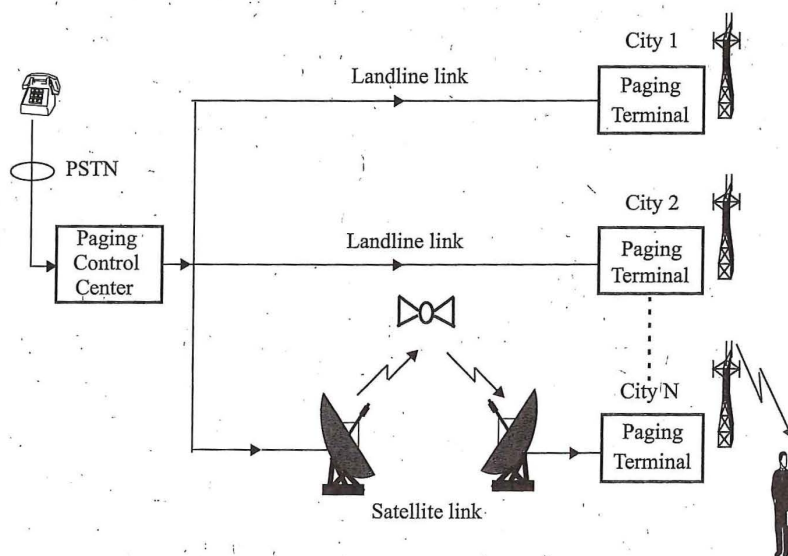 City 1
Landline link
Paging
Terminal
PSTN
City 2
Paging
Control
Center
Landline link
Paging
Terminal
City N
Paging
Terminal
Satellite link